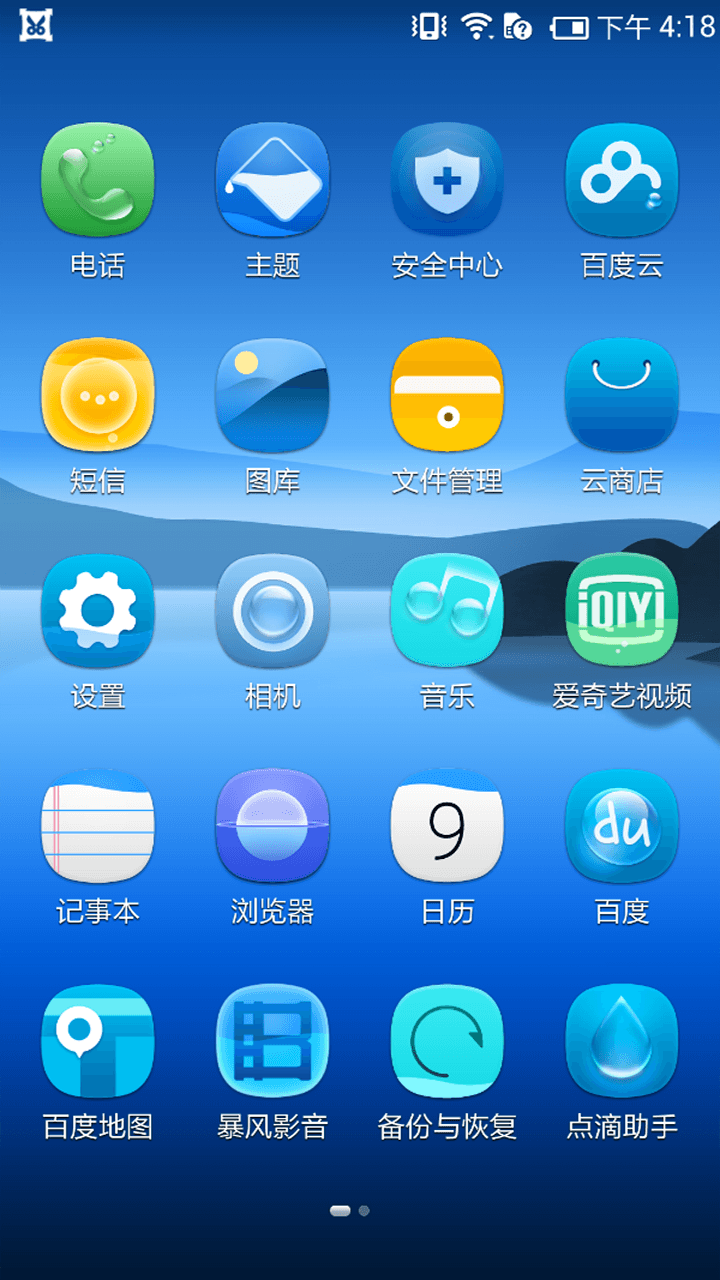 下午 4:18
电话 主题 安全中心 百度云
短信 图库 文件管理 云商店
iQIYI
设置 相机 音乐 爱奇艺视频
9 du
记事本 浏览器 日历 百度
百度地图 暴风影音 备份与恢复 点滴助手